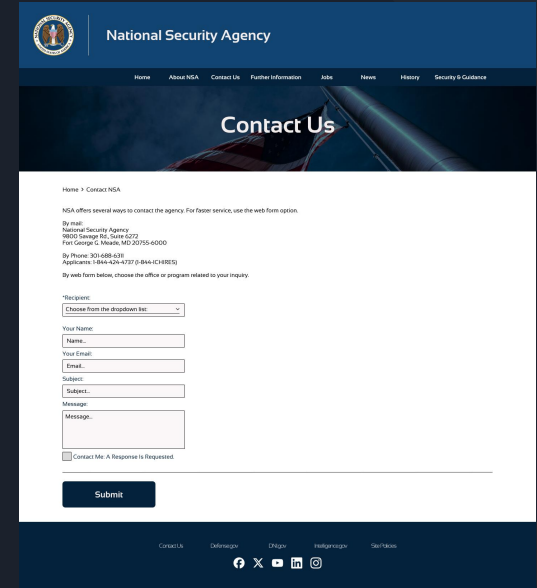 National Security Agency
Home About NSA Contact Us Further Information Jobs News History Security & Guidance
Contact Us
Home > Contact NSA
NSA offers several ways to contact the agency. For faster service, use the web form option.
By mail:
National Security Agency
9800 Savage Rd., Suite 6272
Fort George G. Meade, MD 20755-6000
By Phone: 301-688-6311
Applicants: 1-844-424-4737 (1-844-ICHIRES)
By web form below, choose the office or program related to your inquiry.
*Recipient:
Choose from the dropdown list:
Your Name:
Name...
Your Email:
Email...
Subject:
Subject...
Message:
Message...
Contact Me: A Response Is Requested.
Submit
Contact Us Defense.gov DNI.gov Intelligence.gov Site Policies